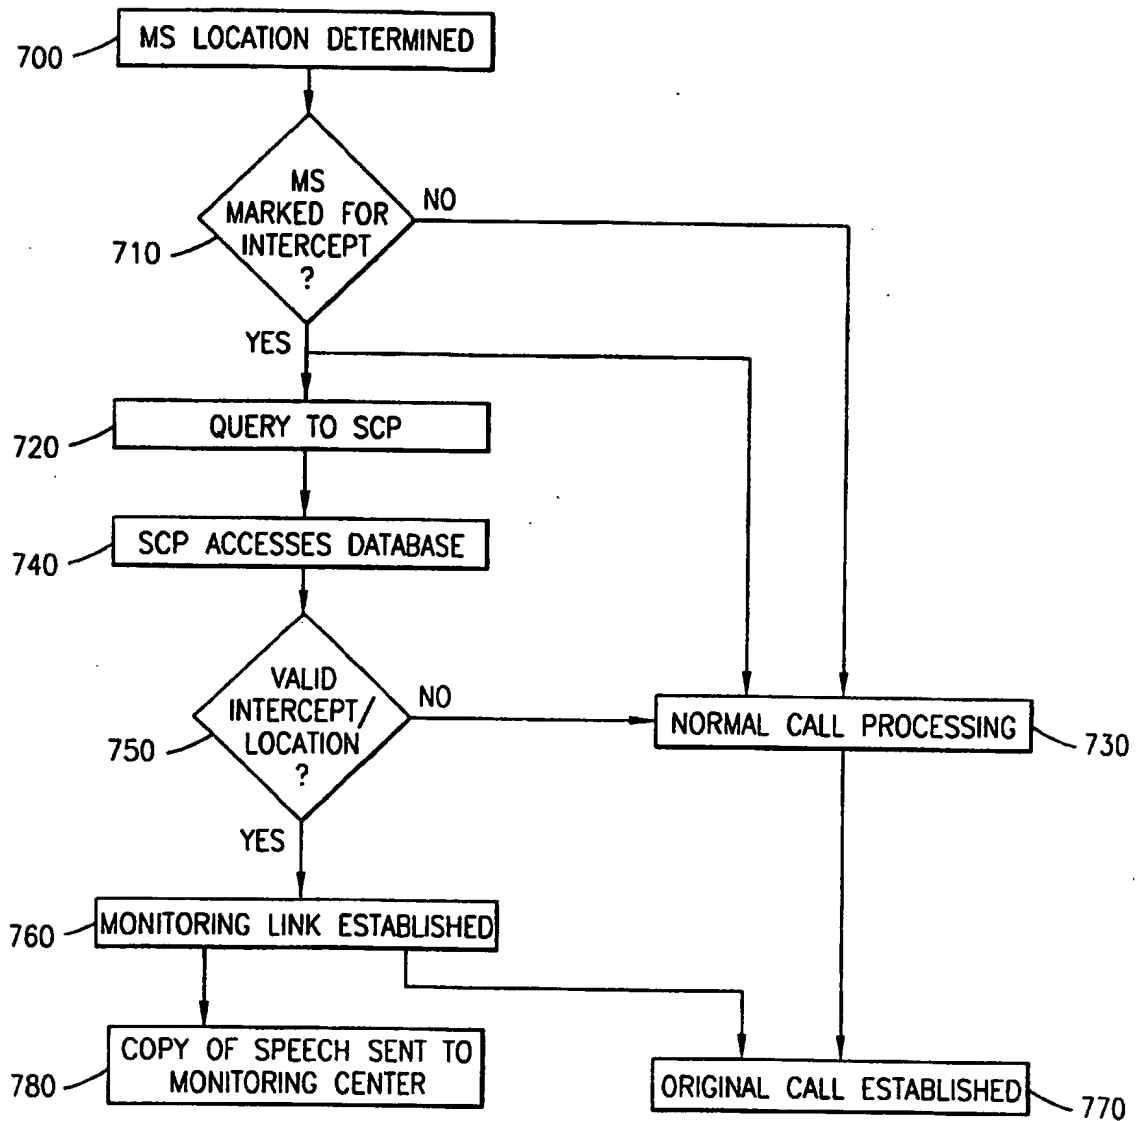 700
MS LOCATION DETERMINED
MS
MARKED FOR
INTERCEPT
?
710
NO
YES
720
QUERY TO SCP
740
SCP ACCESSES DATABASE
VALID
INTERCEPT/
LOCATION
?
750
NO
NORMAL CALL PROCESSING
730
YES
760
MONITORING LINK ESTABLISHED
780
COPY OF SPEECH SENT TO
MONITORING CENTER
ORIGINAL CALL ESTABLISHED
770